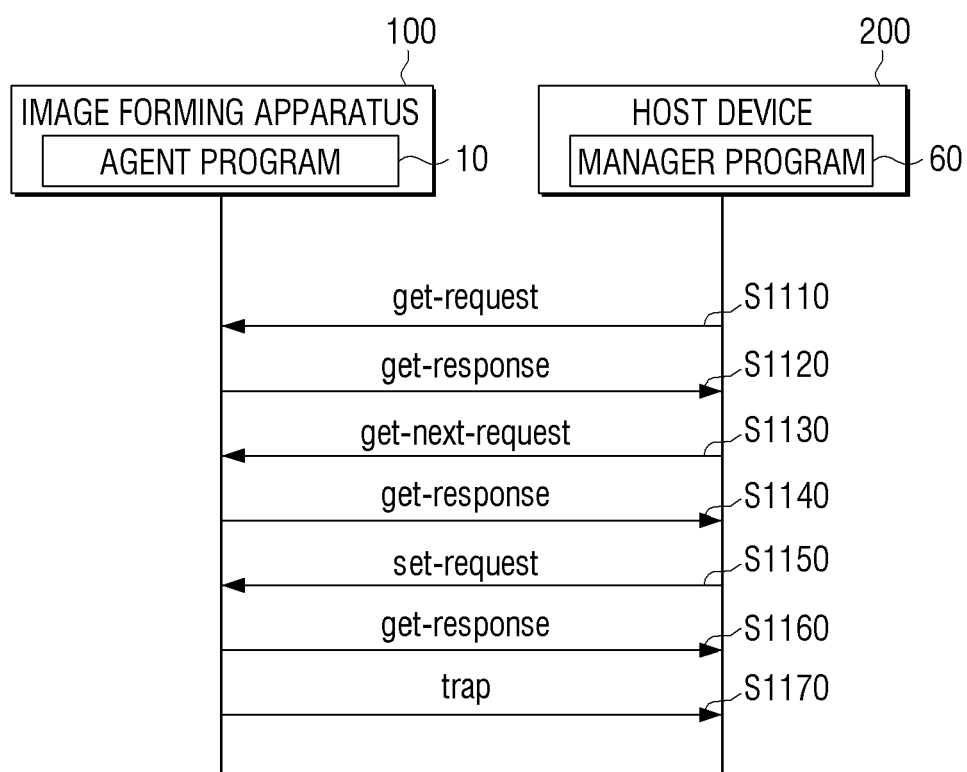 100
200
IMAGE FORMING APPARATUS
HOST DEVICE
AGENT PROGRAM
10
MANAGER PROGRAM
60
get-request
S1110
get-response
S1120
get-next-request
S1130
get-response
S1140
set-request
S1150
get-response
S1160
trap
S1170